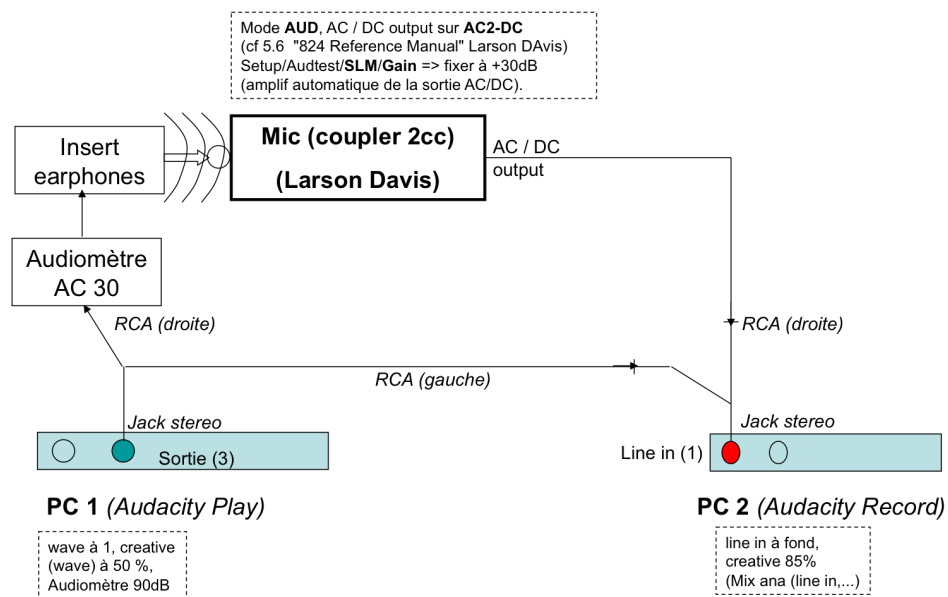 Mode AUD, AC / DC output sur AC2-DC
(cf 5.6 "824 Reference Manual" Larson DAvis)
Setup/Audtest/SLM/Gain => fixer à +30dB
(amplif automatique de la sortie AC/DC).
Insert
earphones
Mic (coupler 2cc)
(Larson Davis)
AC / DC
output
Audiomètre
AC 30
RCA (droite)
RCA (droite)
RCA (gauche)
Jack stereo
Jack stereo
Sortie (3)
Line in (1)
PC 1 (Audacity Play)
PC 2 (Audacity Record)
wave à 1, creative
(wave) à 50 %,
Audiomètre 90dB
line in à fond,
creative 85%
(Mix ana (line in,...)